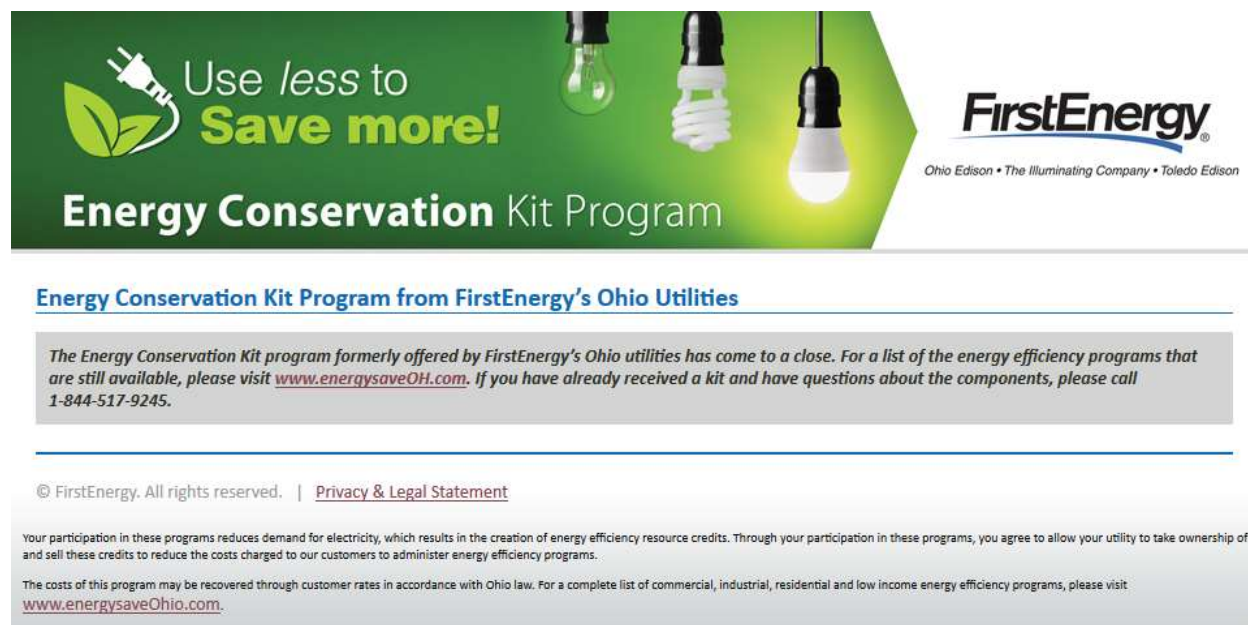 Use less to
Save more!
Energy Conservation Kit Program
FirstEnergy®
Ohio Edison • The Illuminating Company • Toledo Edison
Energy Conservation Kit Program from FirstEnergy's Ohio Utilities
The Energy Conservation Kit program formerly offered by FirstEnergy's Ohio utilities has come to a close. For a list of the energy efficiency programs that
are still available, please visit www.energysaveOH.com. If you have already received a kit and have questions about the components, please call
1-844-517-9245.
© FirstEnergy. All rights reserved. | Privacy & Legal Statement
Your participation in these programs reduces demand for electricity, which results in the creation of energy efficiency resource credits. Through your participation in these programs, you agree to allow your utility to take ownership of
and sell these credits to reduce the costs charged to our customers to administer energy efficiency programs.
The costs of this program may be recovered through customer rates in accordance with Ohio law. For a complete list of commercial, industrial, residential and low income energy efficiency programs, please visit
www.energysaveOhio.com.